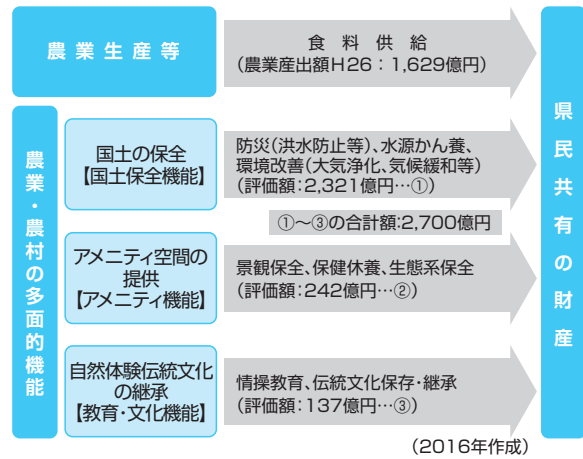 農業生産等
食料供給
(農業産出額H26：1,629億円)
農業・農村の多面的機能
国土の保全
【国土保全機能】
防災(洪水防止等)、水源かん養、
環境改善(大気浄化、気候緩和等)
(評価額：2,321億円…①)
①〜③の合計額：2,700億円
アメニティ空間の
提供
【アメニティ機能】
景観保全、保健休養、生態系保全
(評価額：242億円…②)
自然体験伝統文化
の継承
【教育・文化機能】
情操教育、伝統文化保存・継承
(評価額：137億円…③)
県民共有の財産
(2016年作成)